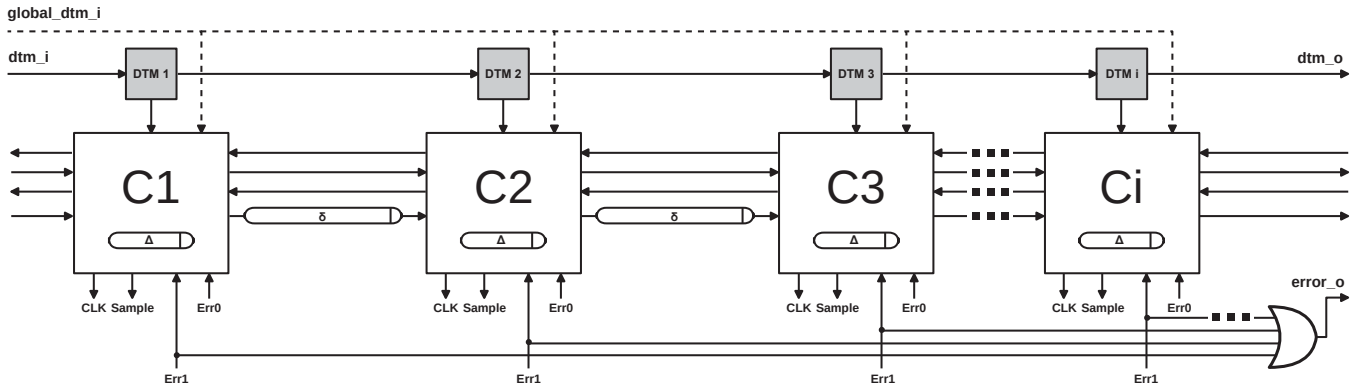 global_dtm_i
dtm_i
DTM 1
DTM 2
DTM 3
DTM i
dtm_o
C1
C2
C3
Ci
δ
δ
Δ
Δ
Δ
Δ
CLK Sample
Err0
CLK Sample
Err0
CLK Sample
Err0
CLK Sample
Err0
error_o
Err1
Err1
Err1
Err1